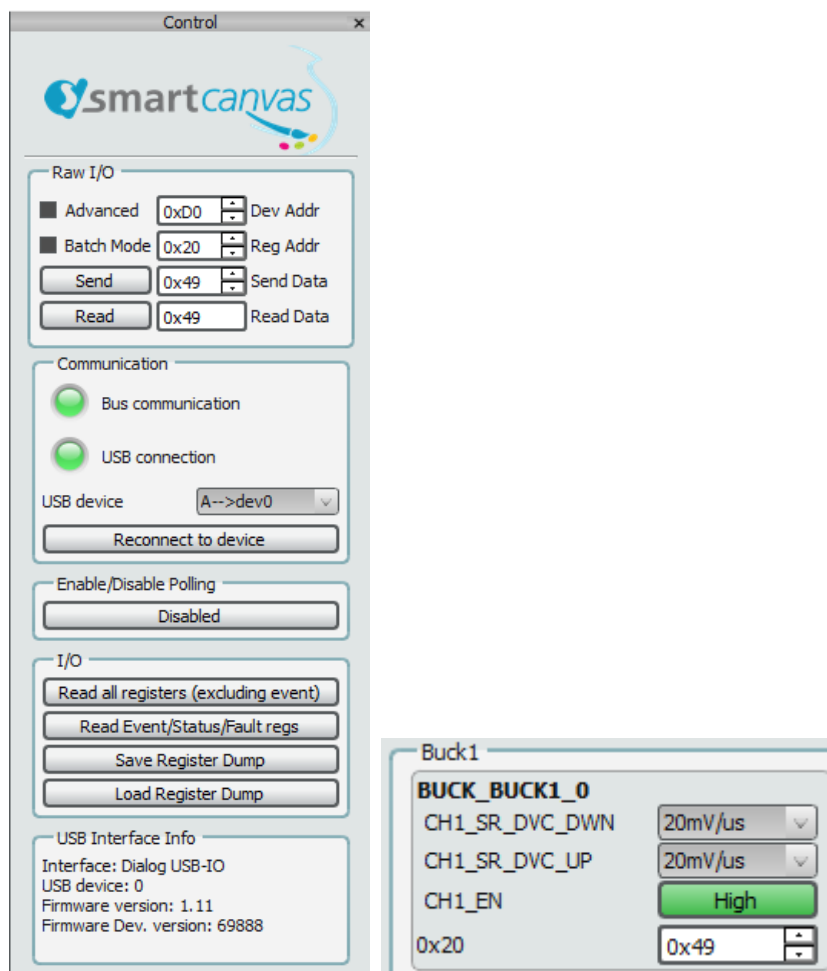 Control ×
smartcanvas
Raw I/O
Advanced 0xD0 Dev Addr
Batch Mode 0x20 Reg Addr
Send 0x49 Send Data
Read 0x49 Read Data
Communication
Bus communication
USB connection
USB device A-->dev0
Reconnect to device
Enable/Disable Polling
Disabled
I/O
Read all registers (excluding event)
Read Event/Status/Fault regs
Save Register Dump
Load Register Dump
USB Interface Info
Interface: Dialog USB-IO
USB device: 0
Firmware version: 1.11
Firmware Dev. version: 69888
Buck1
BUCK_BUCK1_0
CH1_SR_DVC_DWN 20mV/us
CH1_SR_DVC_UP 20mV/us
CH1_EN High
0x20 0x49